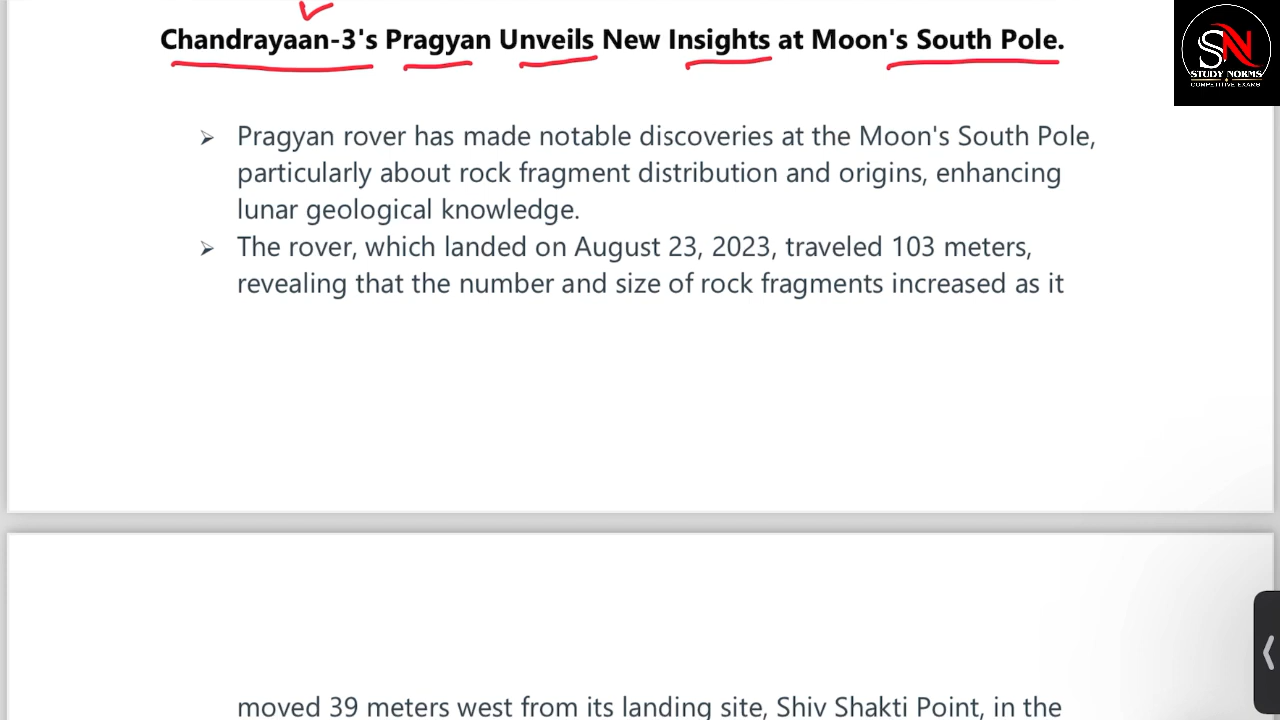 Chandrayaan-3's Pragyan Unveils New Insights at Moon's South Pole.
SN
STUDY NORMS
COMPETITIVE EXAMS
➢ Pragyan rover has made notable discoveries at the Moon's South Pole,
particularly about rock fragment distribution and origins, enhancing
lunar geological knowledge.
➢ The rover, which landed on August 23, 2023, traveled 103 meters,
revealing that the number and size of rock fragments increased as it
moved 39 meters west from its landing site, Shiv Shakti Point, in the